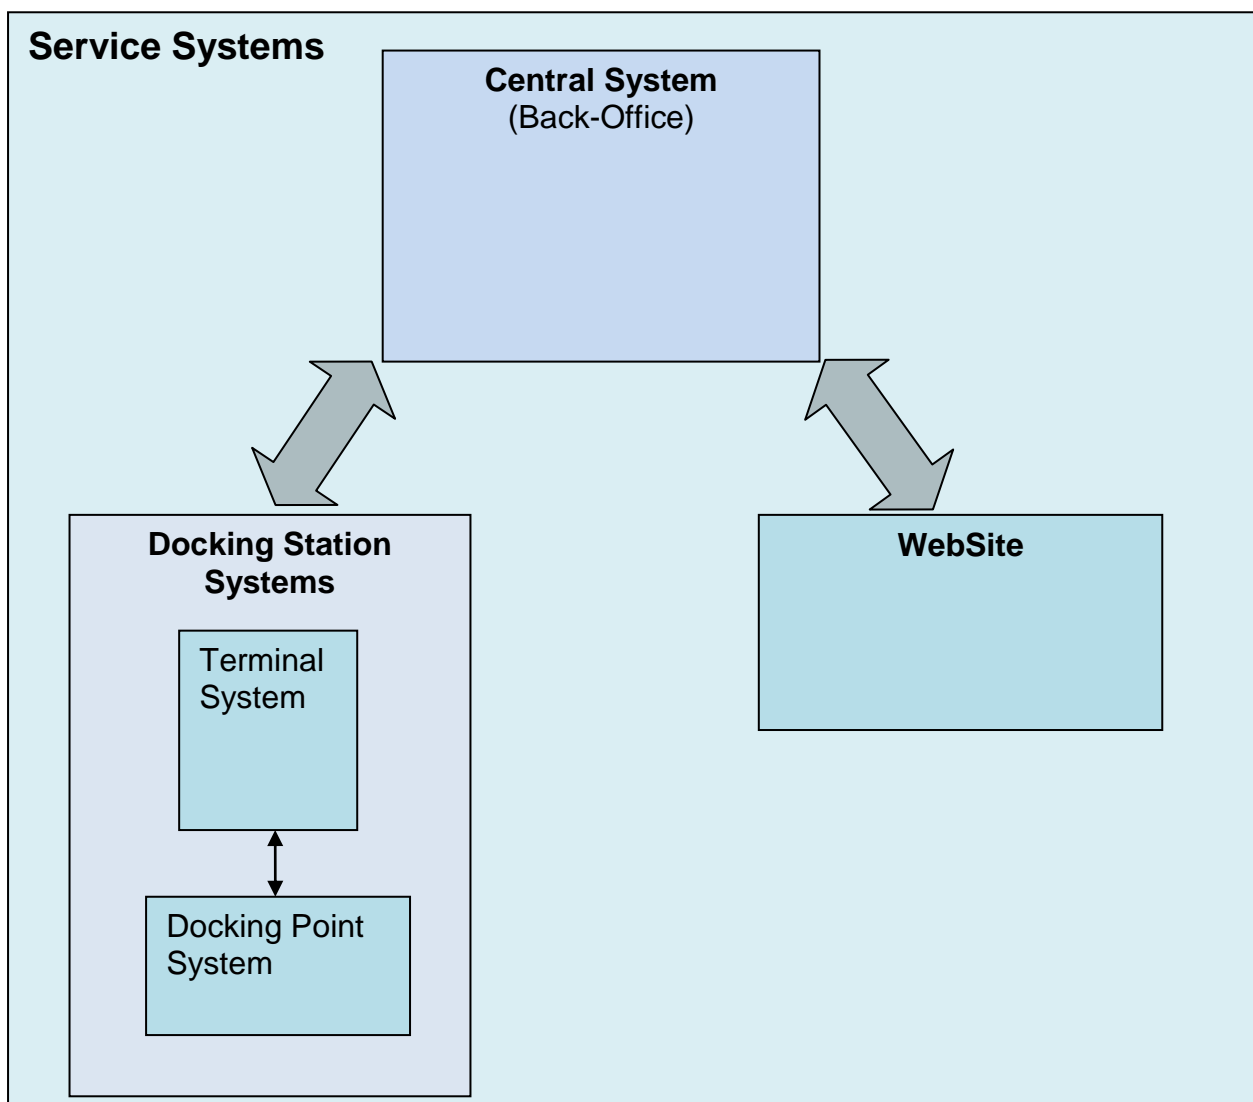 Service Systems
Central System
(Back-Office)
Docking Station
Systems
WebSite
Terminal
System
Docking Point
System